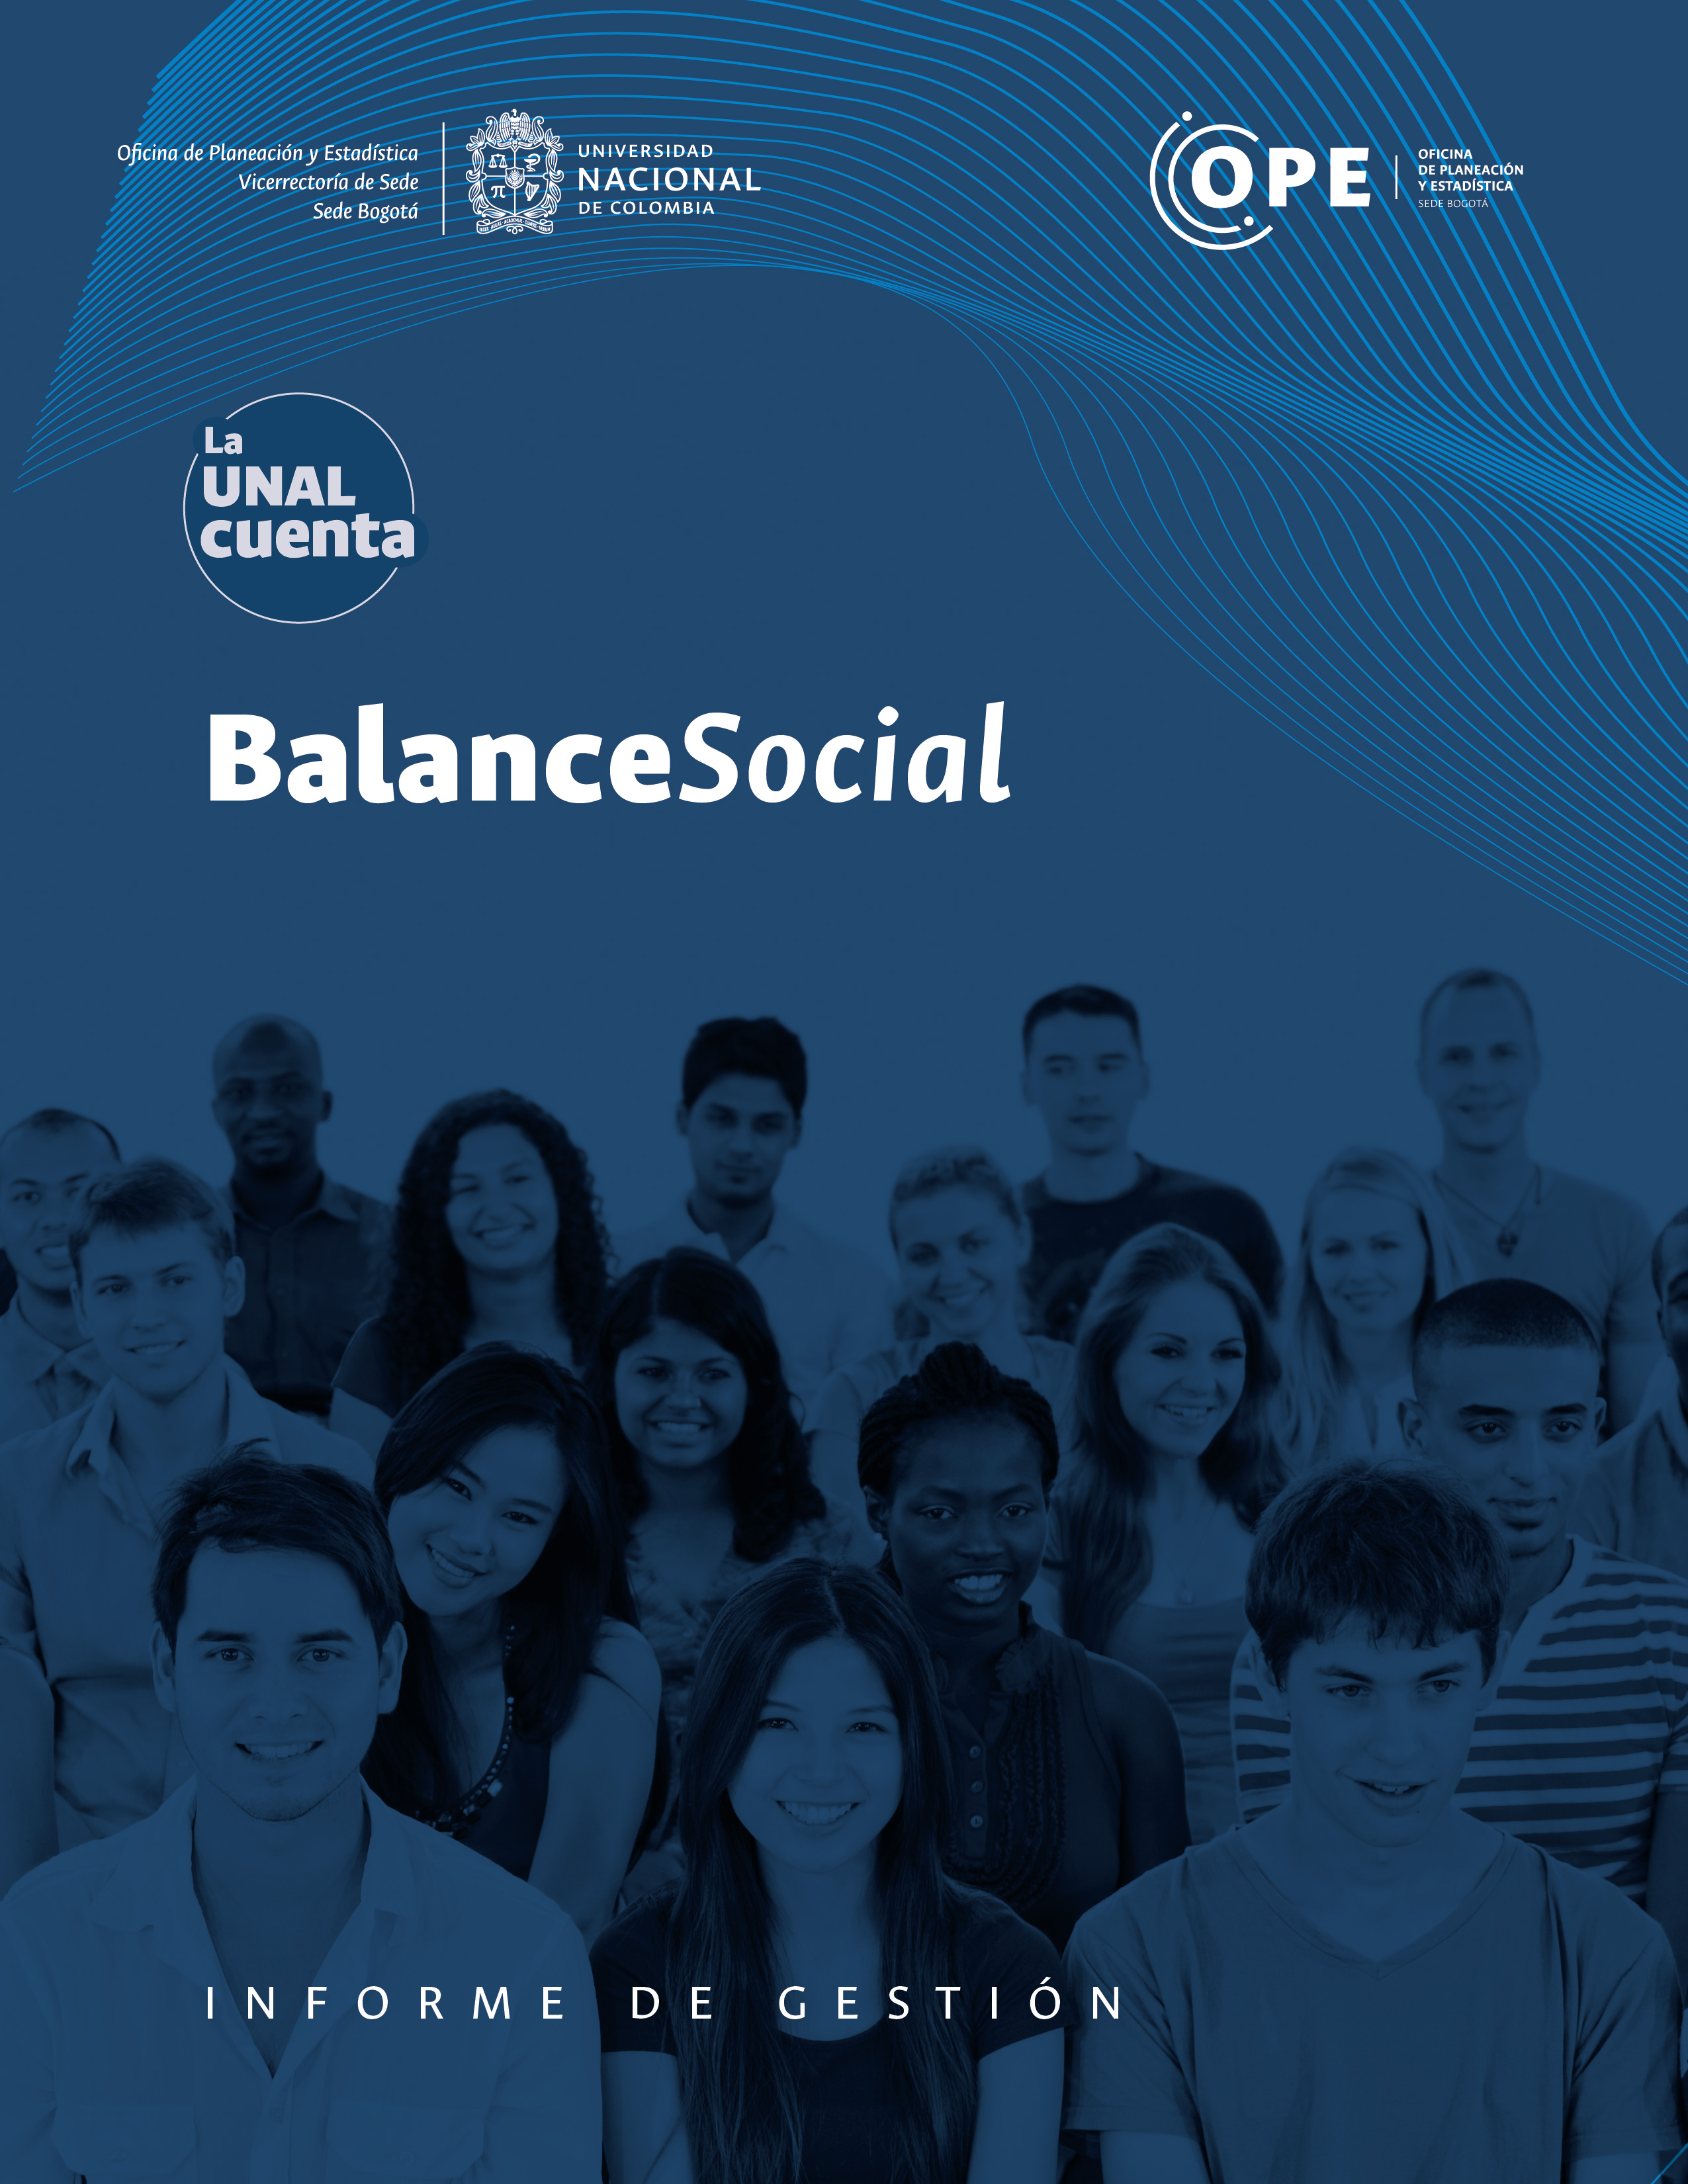 Oficina de Planeación y Estadística
Vicerrectoría de Sede
Sede Bogotá
UNIVERSIDAD
NACIONAL
DE COLOMBIA
OPE
OFICINA
DE PLANEACIÓN
Y ESTADÍSTICA
SEDE BOGOTÁ
La
UNAL
cuenta
BalanceSocial
INFORME DE GESTIÓN